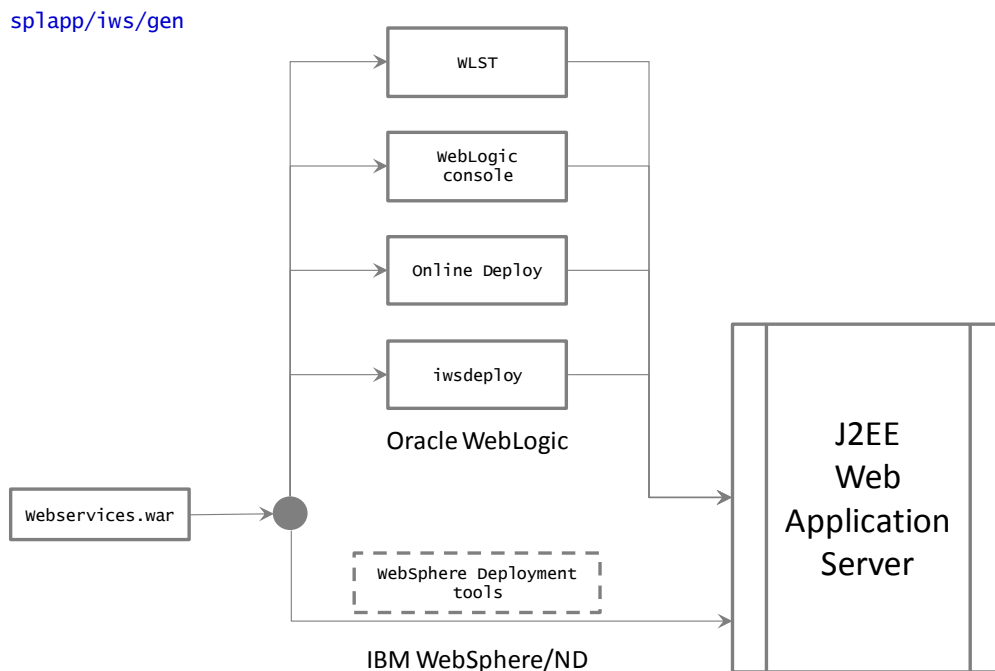 splapp/iws/gen
WLST
WebLogic
console
Online Deploy
iwsdeploy
Oracle WebLogic
Webservices.war
J2EE
Web
Application
Server
WebSphere Deployment
tools
IBM WebSphere/ND